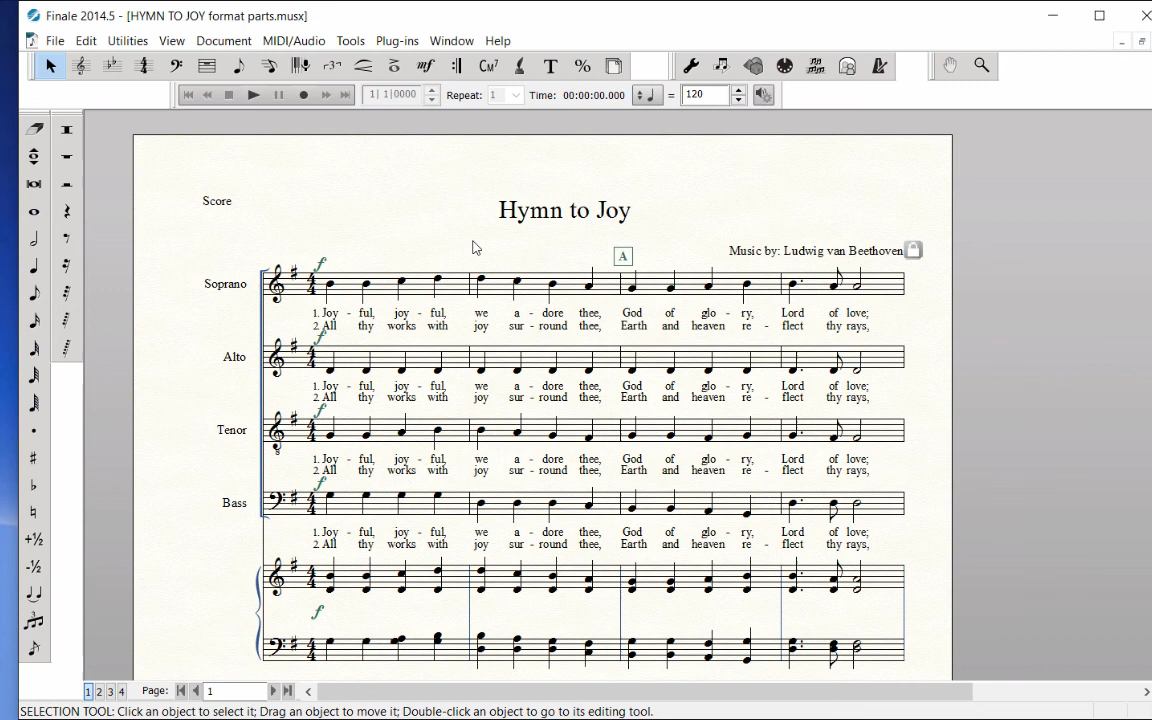 Finale 2014.5 - [HYMN TO JOY format parts.musx]
File Edit Utilities View Document MIDI/Audio Tools Plug-ins Window Help
CM7 T %
1| 1|0000 Repeat: 1 Time: 00:00:00.000 = 120
Score
Hymn to Joy
A
Music by: Ludwig van Beethoven
f
Soprano
1. Joy - ful, joy - ful, we a - dore thee, God of glo - ry, Lord of love;
2. All thy works with joy sur - round thee, Earth and heaven re - flect thy rays,
f
Alto
1. Joy - ful, joy - ful, we a - dore thee, God of glo - ry, Lord of love;
2. All thy works with joy sur - round thee, Earth and heaven re - flect thy rays,
f
Tenor
1. Joy - ful, joy - ful, we a - dore thee, God of glo - ry, Lord of love;
2. All thy works with joy sur - round thee, Earth and heaven re - flect thy rays,
f
Bass
1. Joy - ful, joy - ful, we a - dore thee, God of glo - ry, Lord of love;
2. All thy works with joy sur - round thee, Earth and heaven re - flect thy rays,
f
+½
-½
1 2 3 4 Page: 1
SELECTION TOOL: Click an object to select it; Drag an object to move it; Double-click an object to go to its editing tool.